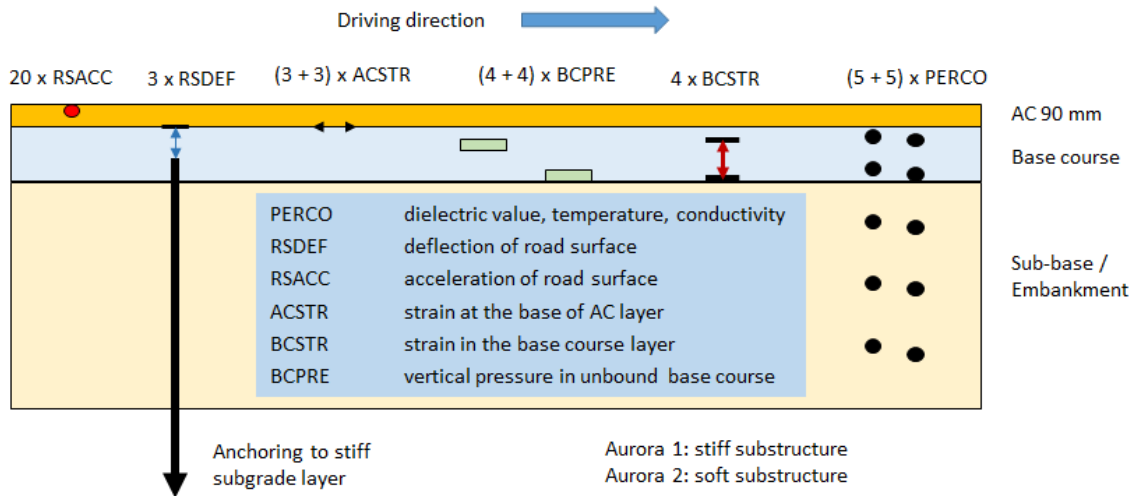 Driving direction
20 x RSACC 3 x RSDEF (3 + 3) x ACSTR (4 + 4) x BCPRE 4 x BCSTR (5 + 5) x PERCO
AC 90 mm
Base course
PERCO dielectric value, temperature, conductivity
RSDEF deflection of road surface
RSACC acceleration of road surface
ACSTR strain at the base of AC layer
BCSTR strain in the base course layer
BCPRE vertical pressure in unbound base course
Sub-base /
Embankment
Anchoring to stiff
subgrade layer
Aurora 1: stiff substructure
Aurora 2: soft substructure